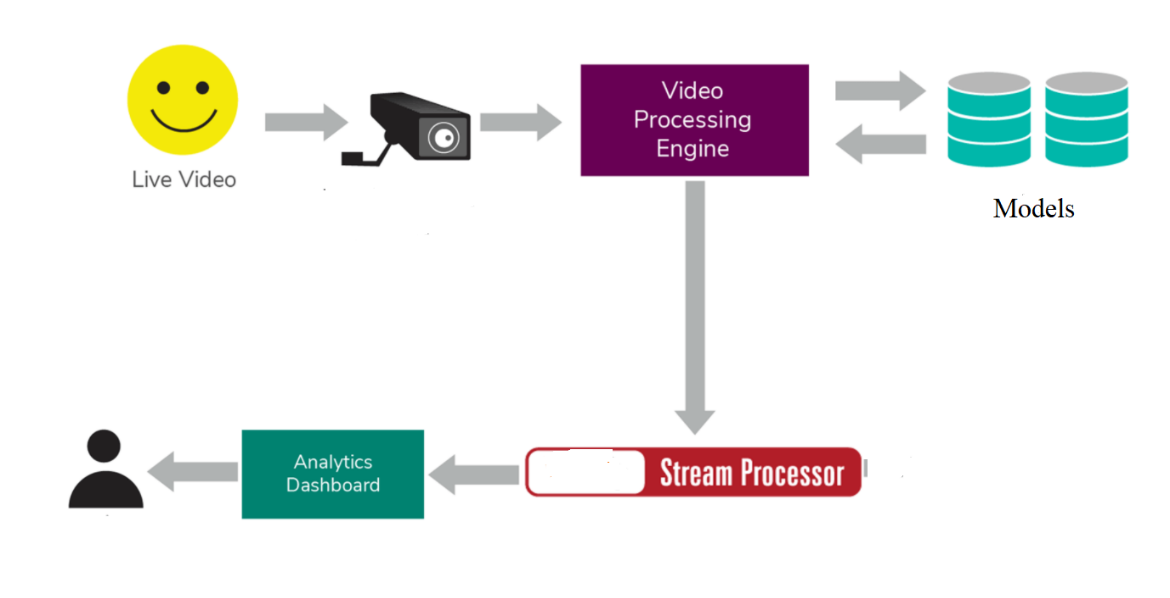 Live Video
Video
Processing
Engine
Models
Analytics
Dashboard
Stream Processor